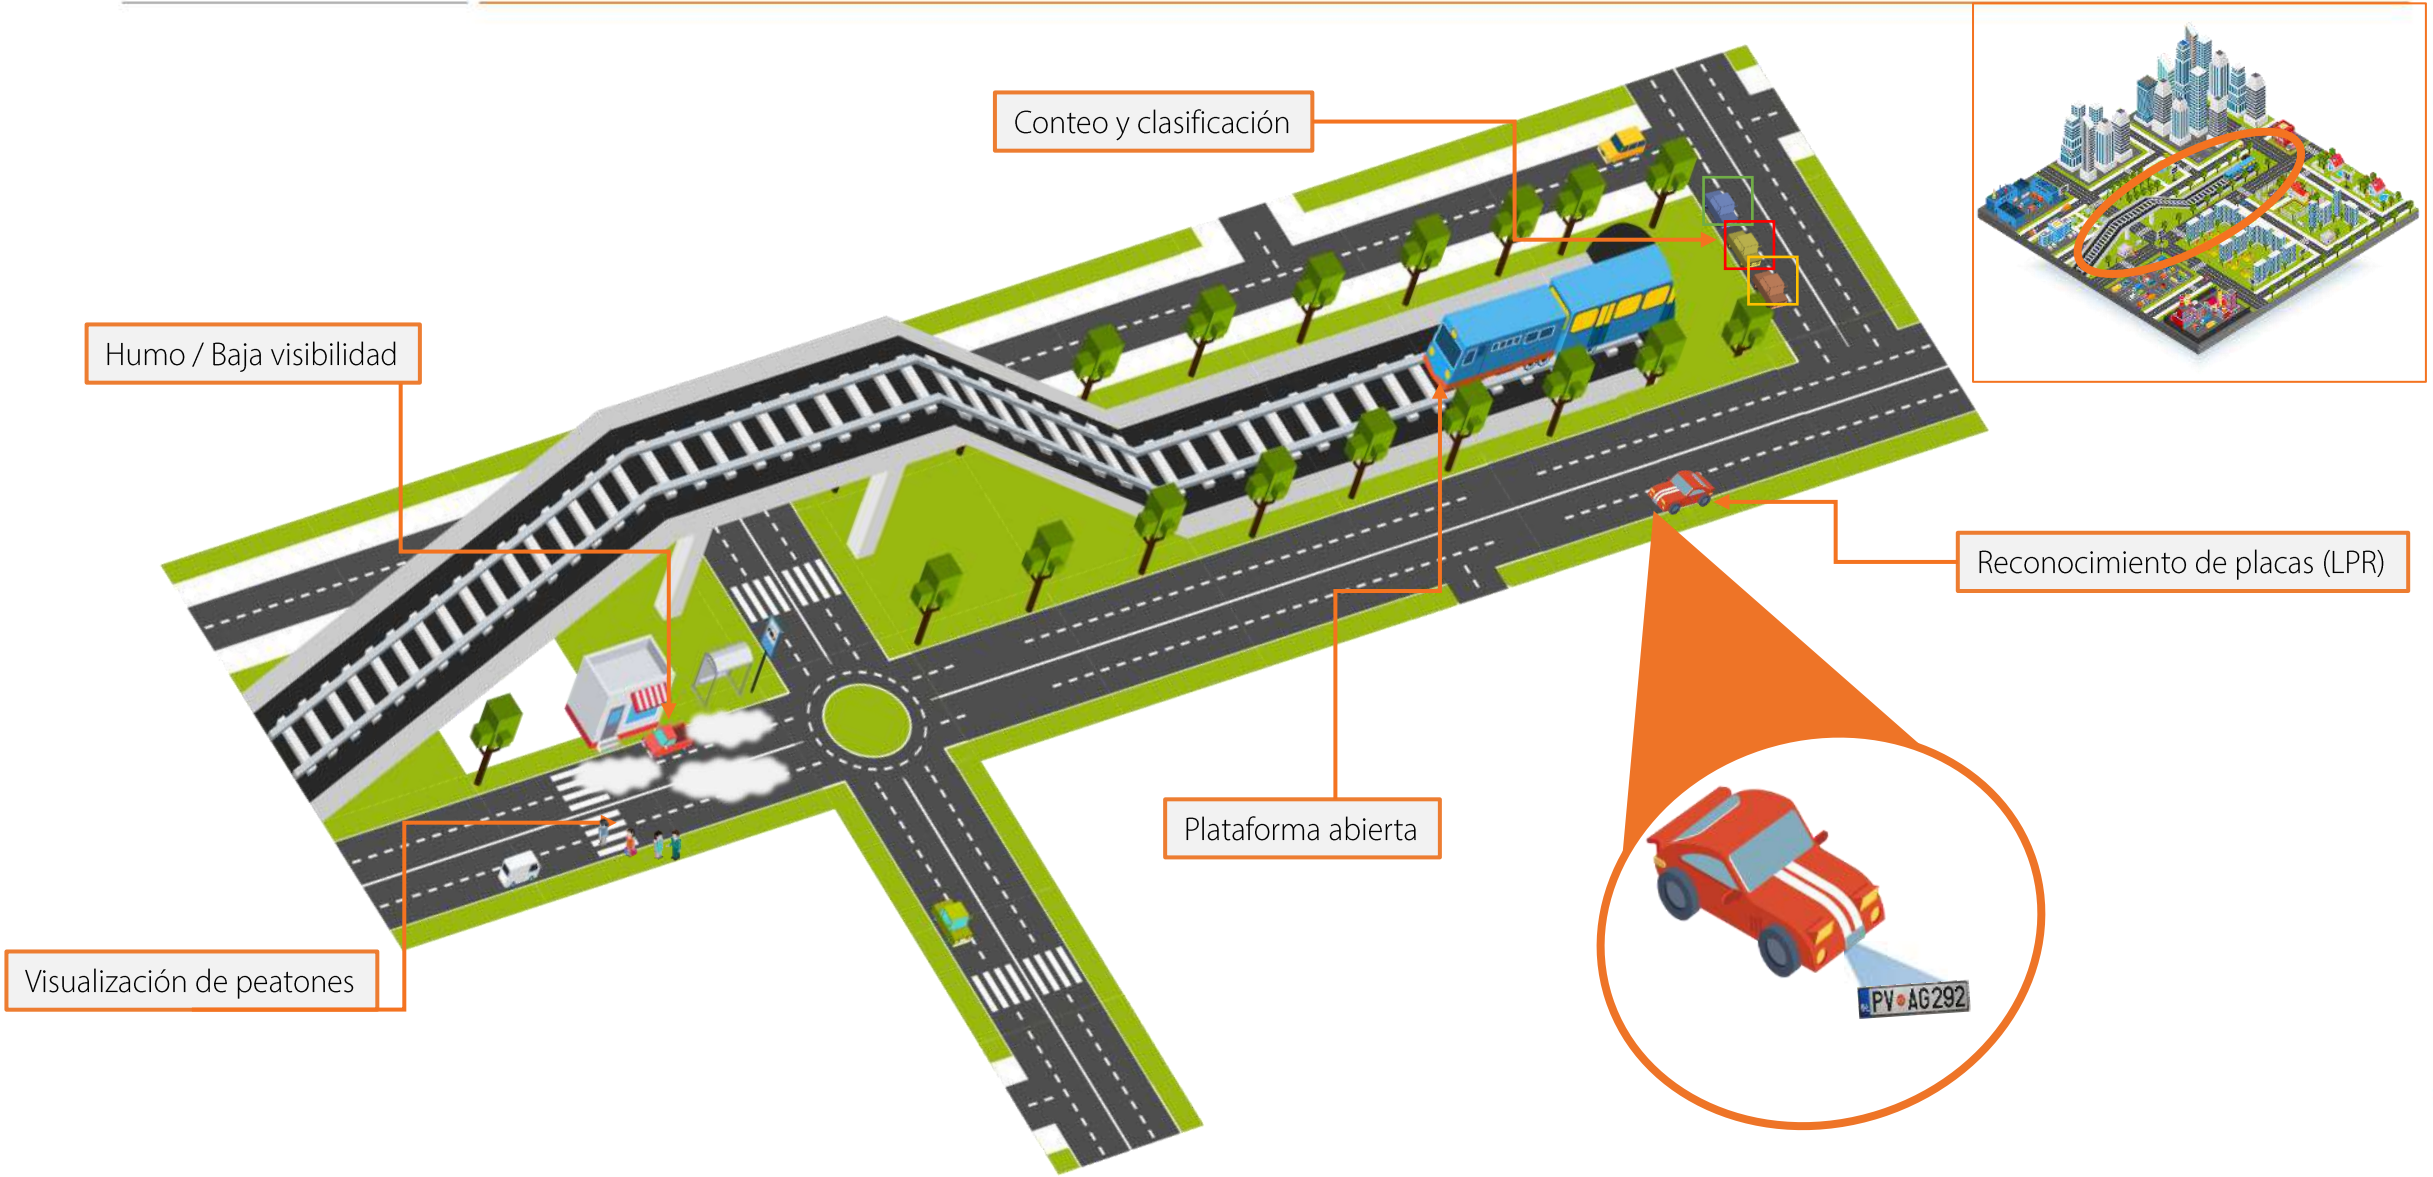 Conteo y clasificación
Humo / Baja visibilidad
Reconocimiento de placas (LPR)
Plataforma abierta
Visualización de peatones
PV AG292